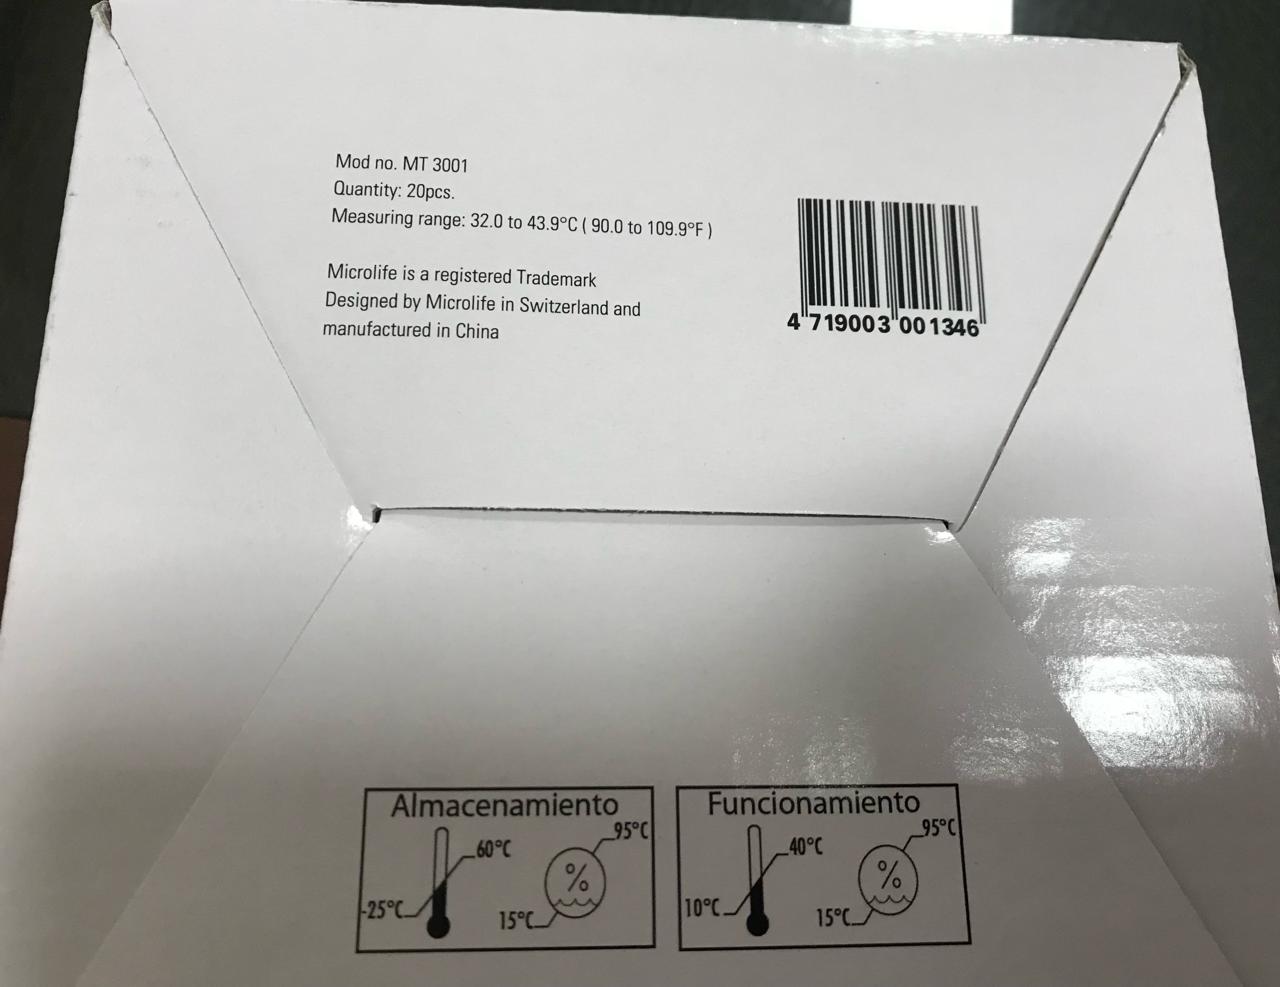 Mod no. MT 3001
Quantity: 20pcs.
Measuring range: 32.0 to 43.9°C ( 90.0 to 109.9°F )
Microlife is a registered Trademark
Designed by Microlife in Switzerland and
manufactured in China
4 719003 001346
Almacenamiento
60°C
-25°C
95°C
%
15°C
Funcionamiento
40°C
10°C
95°C
%
15°C